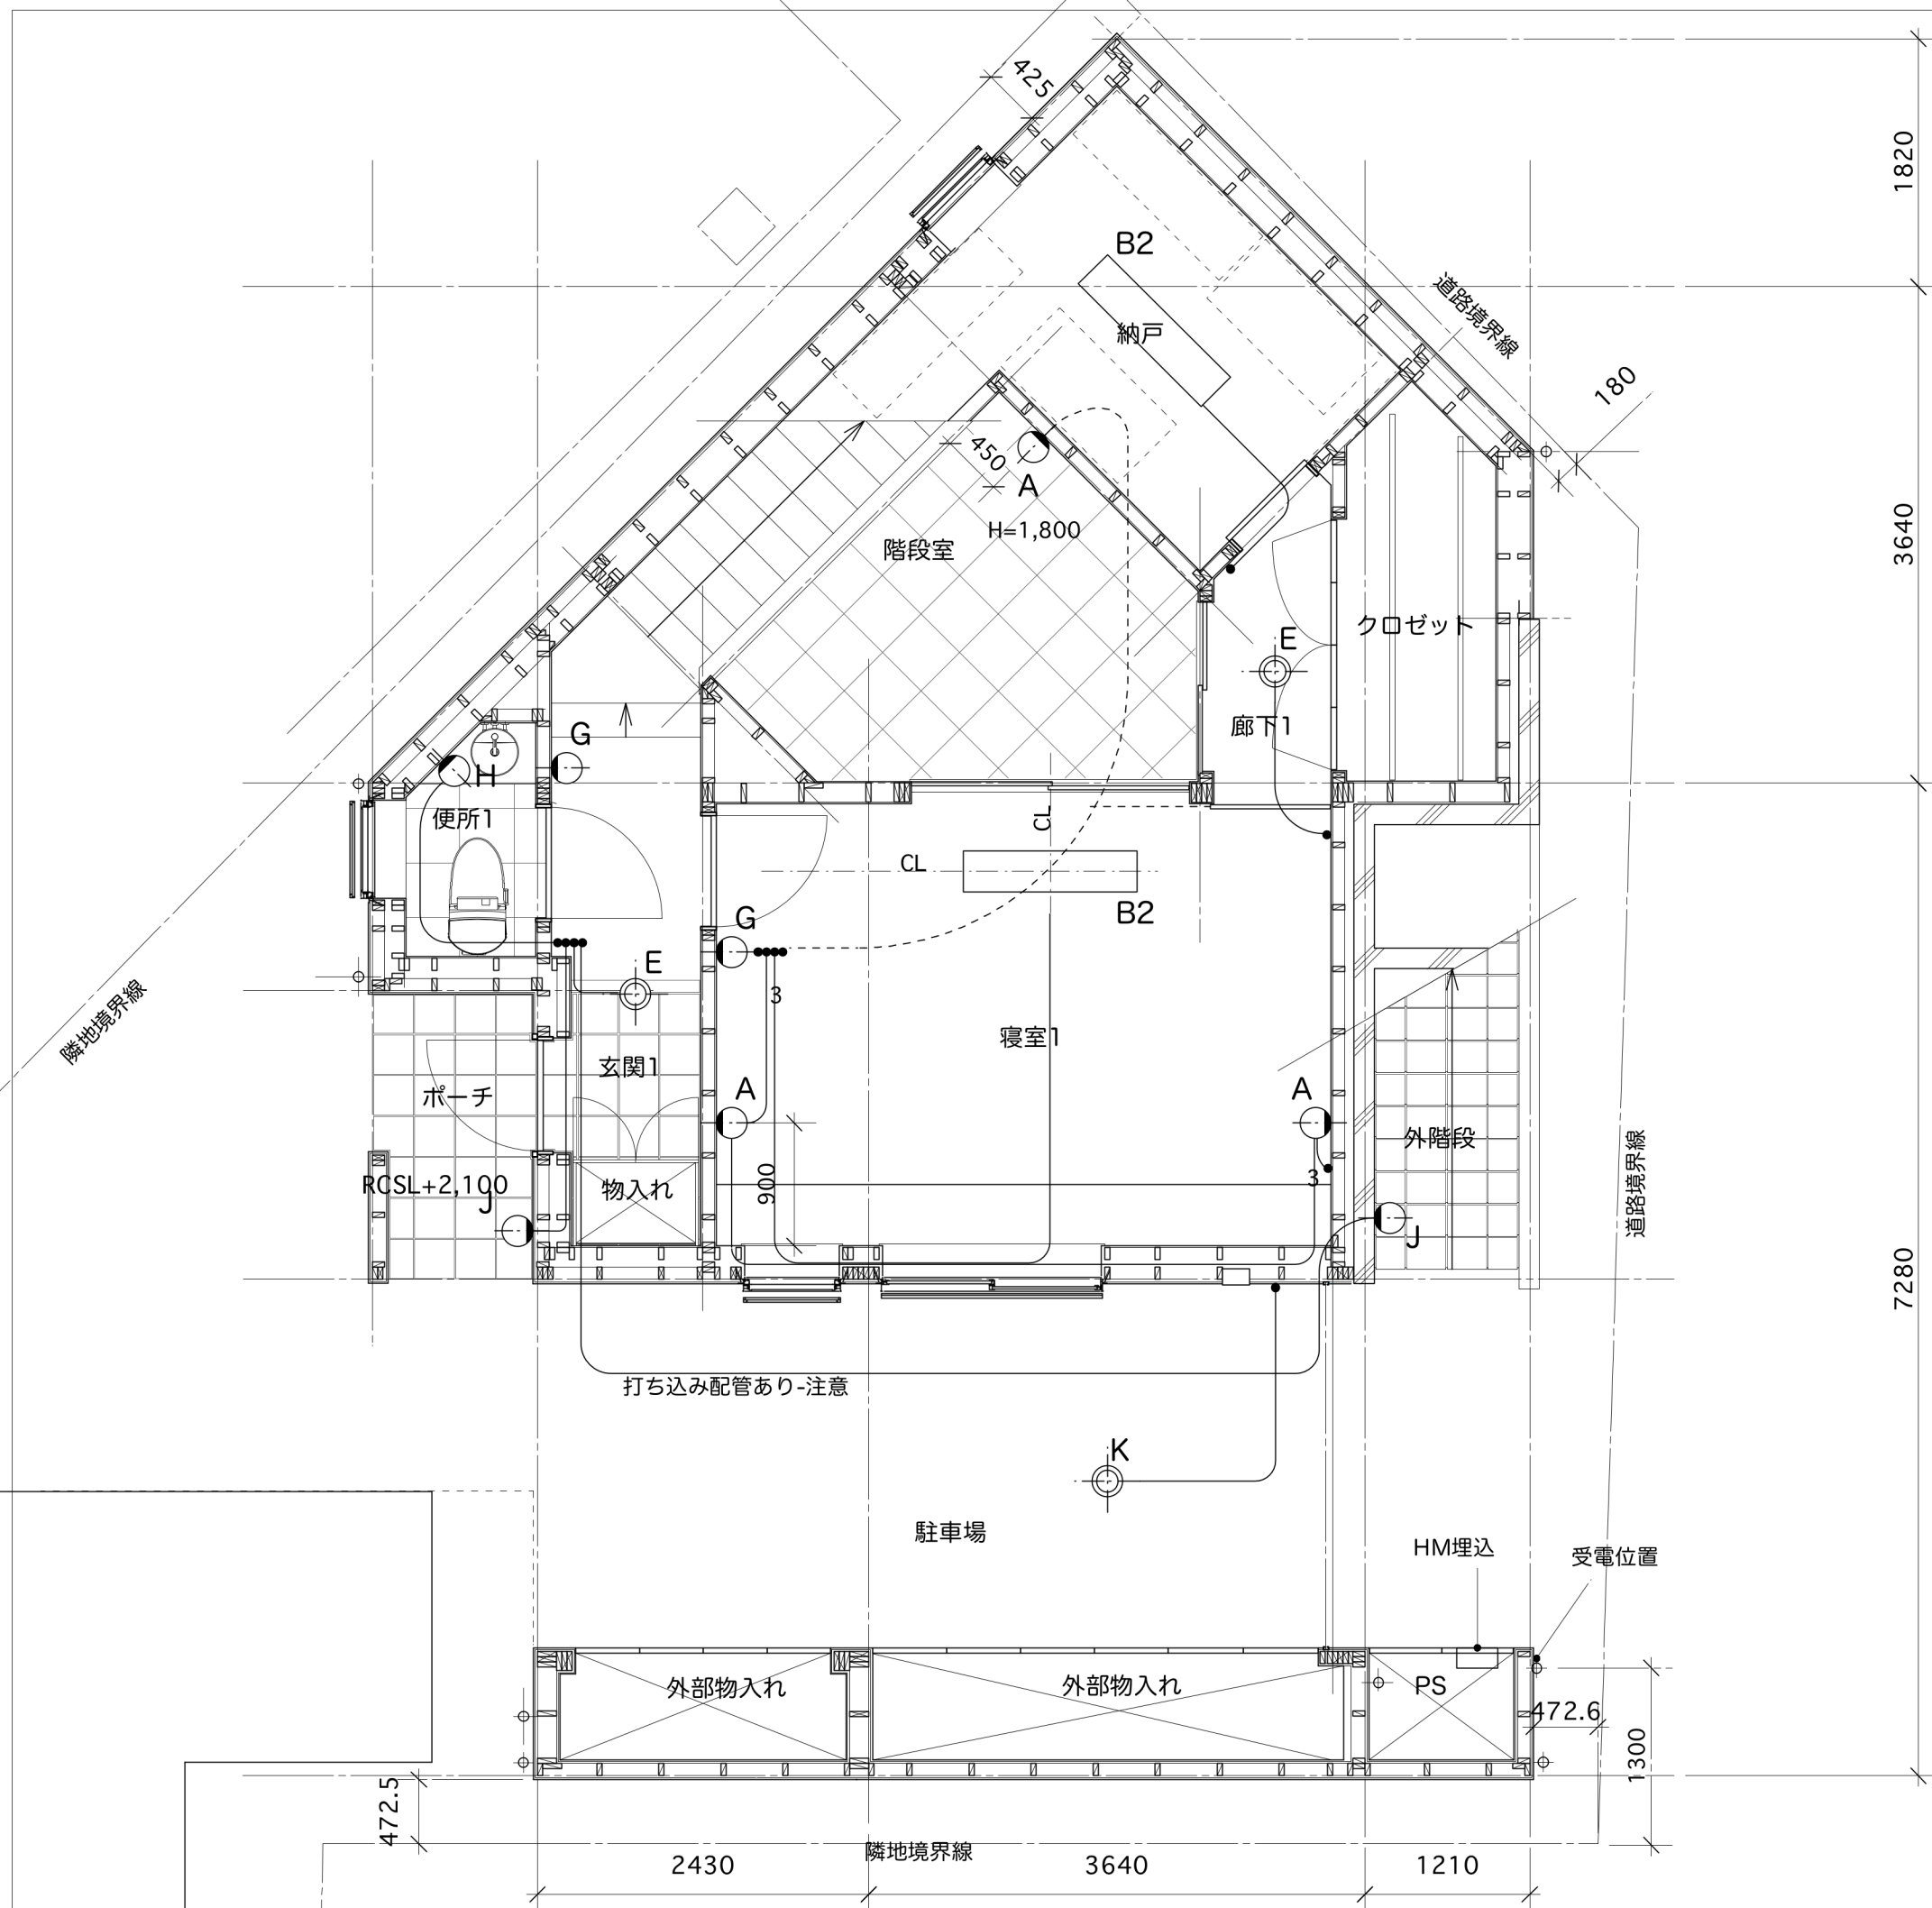 425
1820
B2
道路境界線
納戸
180
450
A
H=1,800
階段室
3640
クロゼット
E
廊下1
G
H
便所1
CL
CL
G
B2
E
3
寝室1
隣地境界線
玄関1
ポーチ
A
A
外階段
道路境界線
RCSL+2,100
J
物入れ
900
3
J
7280
打ち込み配管あり-注意
K
駐車場
HM埋込
受電位置
外部物入れ
外部物入れ
PS
472.6
1300
472.5
隣地境界線
2430
3640
1210